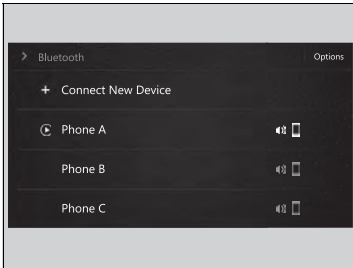 Bluetooth
Options
+ Connect New Device
Phone A
Phone B
Phone C